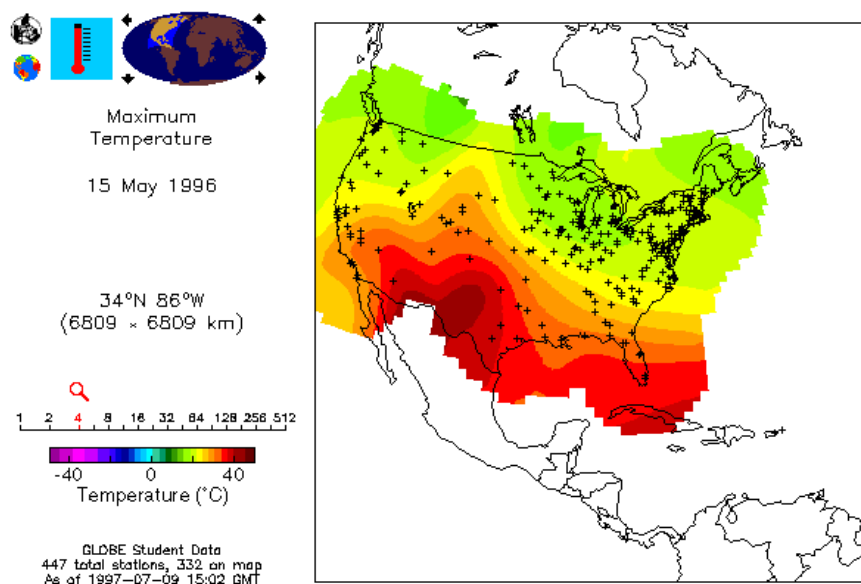 Maximum
Temperature
15 May 1996
34°N 86°W
(6809 × 6809 km)
1 2 4 8 16 32 64 128 256 512
-40 0 40
Temperature (°C)
GLOBE Student Data
447 total stations, 332 on map
As of 1997-07-09 15:02 GMT